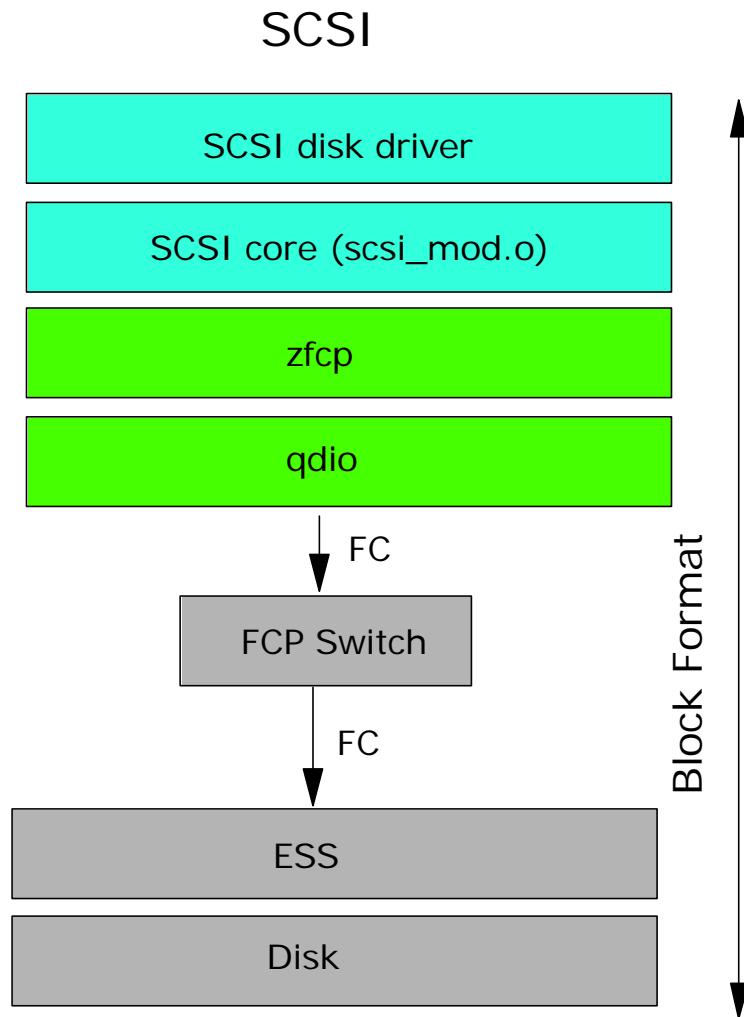 SCSI
SCSI disk driver
SCSI core (scsi_mod.o)
zfcp
qdio
FC
FCP Switch
FC
Block Format
ESS
Disk